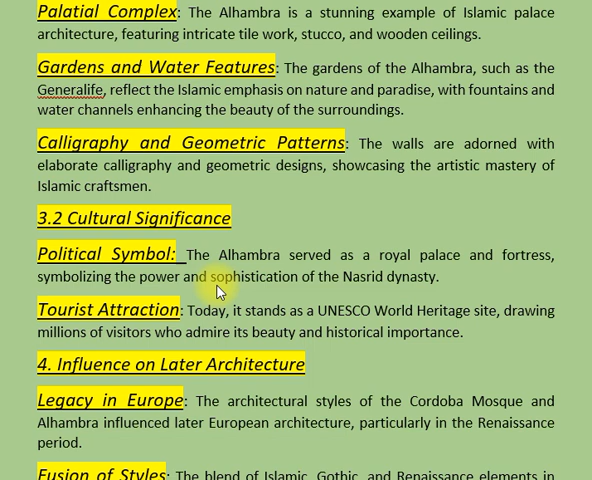 Palatial Complex: The Alhambra is a stunning example of Islamic palace
architecture, featuring intricate tile work, stucco, and wooden ceilings.
Gardens and Water Features: The gardens of the Alhambra, such as the
Generalife, reflect the Islamic emphasis on nature and paradise, with fountains and
water channels enhancing the beauty of the surroundings.
Calligraphy and Geometric Patterns: The walls are adorned with
elaborate calligraphy and geometric designs, showcasing the artistic mastery of
Islamic craftsmen.
3.2 Cultural Significance
Political Symbol: The Alhambra served as a royal palace and fortress,
symbolizing the power and sophistication of the Nasrid dynasty.
Tourist Attraction: Today, it stands as a UNESCO World Heritage site, drawing
millions of visitors who admire its beauty and historical importance.
4. Influence on Later Architecture
Legacy in Europe: The architectural styles of the Cordoba Mosque and
Alhambra influenced later European architecture, particularly in the Renaissance
period.
Fusion of Styles: The blend of Islamic, Gothic, and Renaissance elements in